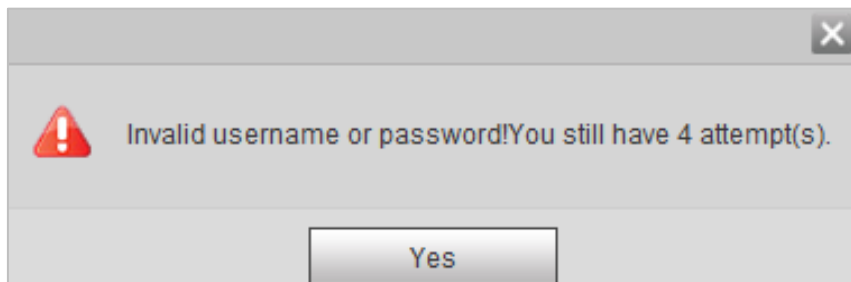 Invalid username or password!You still have 4 attempt(s).
Yes